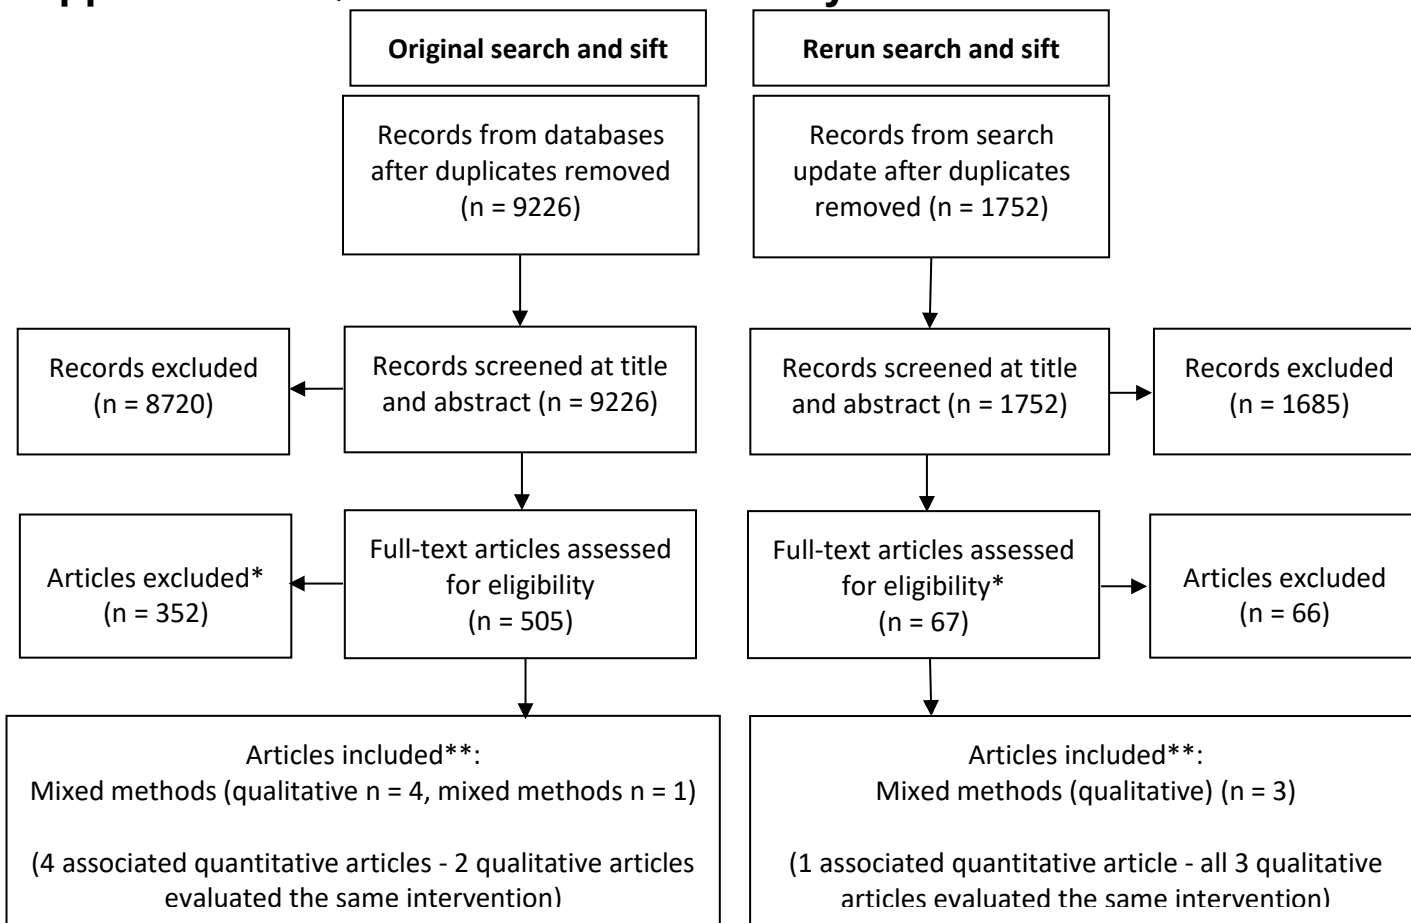 Original search and sift
Rerun search and sift
Records from databases
after duplicates removed
(n = 9226)
Records from search
update after duplicates
removed (n = 1752)
Records excluded
(n = 8720)
Records screened at title
and abstract (n = 9226)
Records screened at title
and abstract (n = 1752)
Records excluded
(n = 1685)
Articles excluded*
(n = 352)
Full-text articles assessed
for eligibility
(n = 505)
Full-text articles assessed
for eligibility*
(n = 67)
Articles excluded
(n = 66)
Articles included**:
Mixed methods (qualitative n = 4, mixed methods n = 1)
(4 associated quantitative articles - 2 qualitative articles
evaluated the same intervention)
Articles included**:
Mixed methods (qualitative) (n = 3)
(1 associated quantitative article - all 3 qualitative
articles evaluated the same intervention)